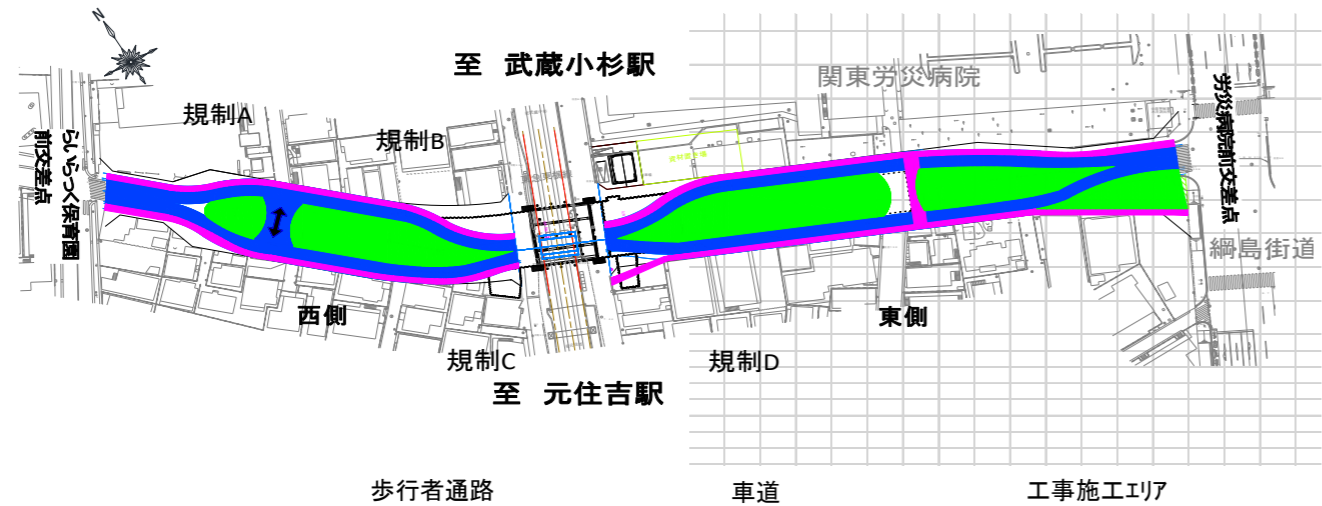 N
至 武蔵小杉駅
関東労災病院
規制A
規制B
らいらっく保育園
前交差点
労災病院前交差点
綱島街道
西側
東側
規制C
規制D
至 元住吉駅
歩行者通路
車道
工事施工エリア